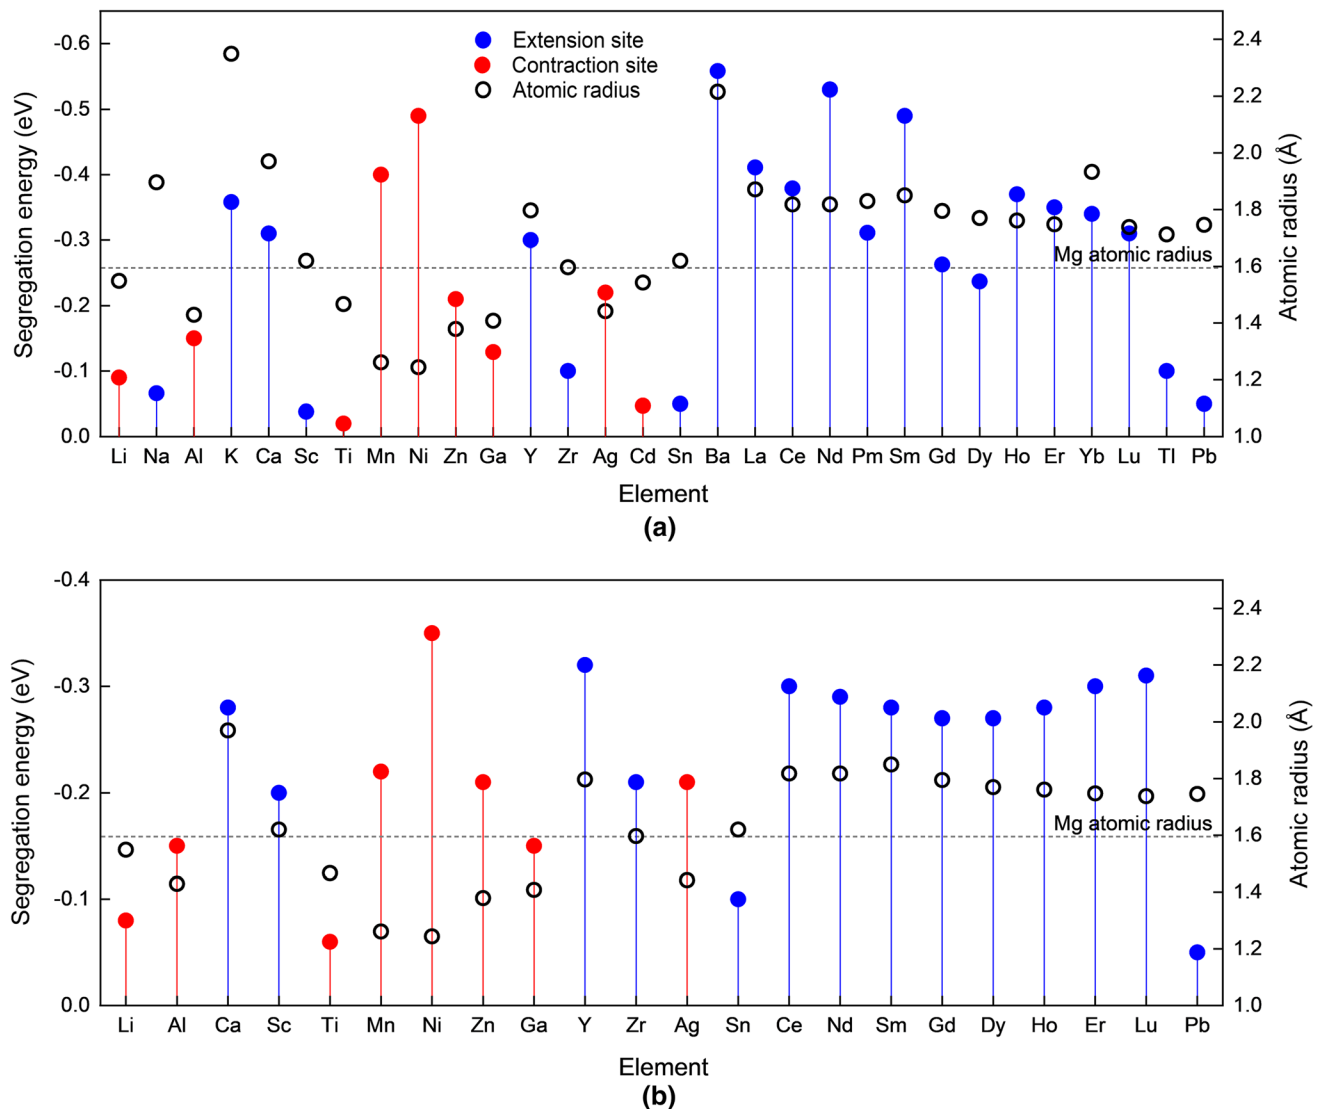 -0.6
-0.5
-0.4
-0.3
-0.2
-0.1
0.0
Segregation energy (eV)
Extension site
Contraction site
Atomic radius
Mg atomic radius
2.4
2.2
2.0
1.8
1.6
1.4
1.2
1.0
Atomic radius (Å)
Li Na Al K Ca Sc Ti Mn Ni Zn Ga Y Zr Ag Cd Sn Ba La Ce Nd Pm Sm Gd Dy Ho Er Yb Lu Tl Pb
Element
(a)
-0.4
-0.3
-0.2
-0.1
0.0
Segregation energy (eV)
Mg atomic radius
2.4
2.2
2.0
1.8
1.6
1.4
1.2
1.0
Atomic radius (Å)
Li Al Ca Sc Ti Mn Ni Zn Ga Y Zr Ag Sn Ce Nd Sm Gd Dy Ho Er Lu Pb
Element
(b)